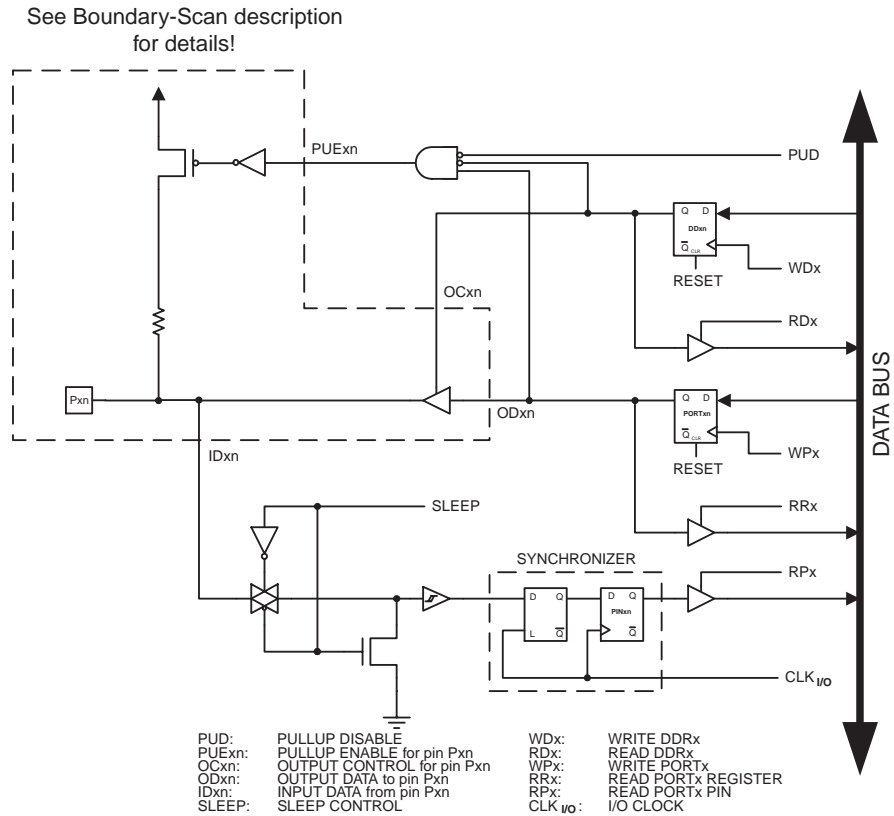 See Boundary-Scan description
for details!
PUExn
PUD
Q D
DDxn
Q CLR
WDx
RESET
OCxn
RDx
Pxn
ODxn
Q D
PORTxn
Q CLR
WPx
RESET
IDxn
SLEEP
RRx
SYNCHRONIZER
RPx
D Q
L Q
D Q
PINxn
Q
CLK I/O
DATA BUS
PUD: PULLUP DISABLE
PUExn: PULLUP ENABLE for pin Pxn
OCxn: OUTPUT CONTROL for pin Pxn
ODxn: OUTPUT DATA to pin Pxn
IDxn: INPUT DATA from pin Pxn
SLEEP: SLEEP CONTROL
WDx: WRITE DDRx
RDx: READ DDRx
WPx: WRITE PORTx
RRx: READ PORTx REGISTER
RPx: READ PORTx PIN
CLK I/O: I/O CLOCK